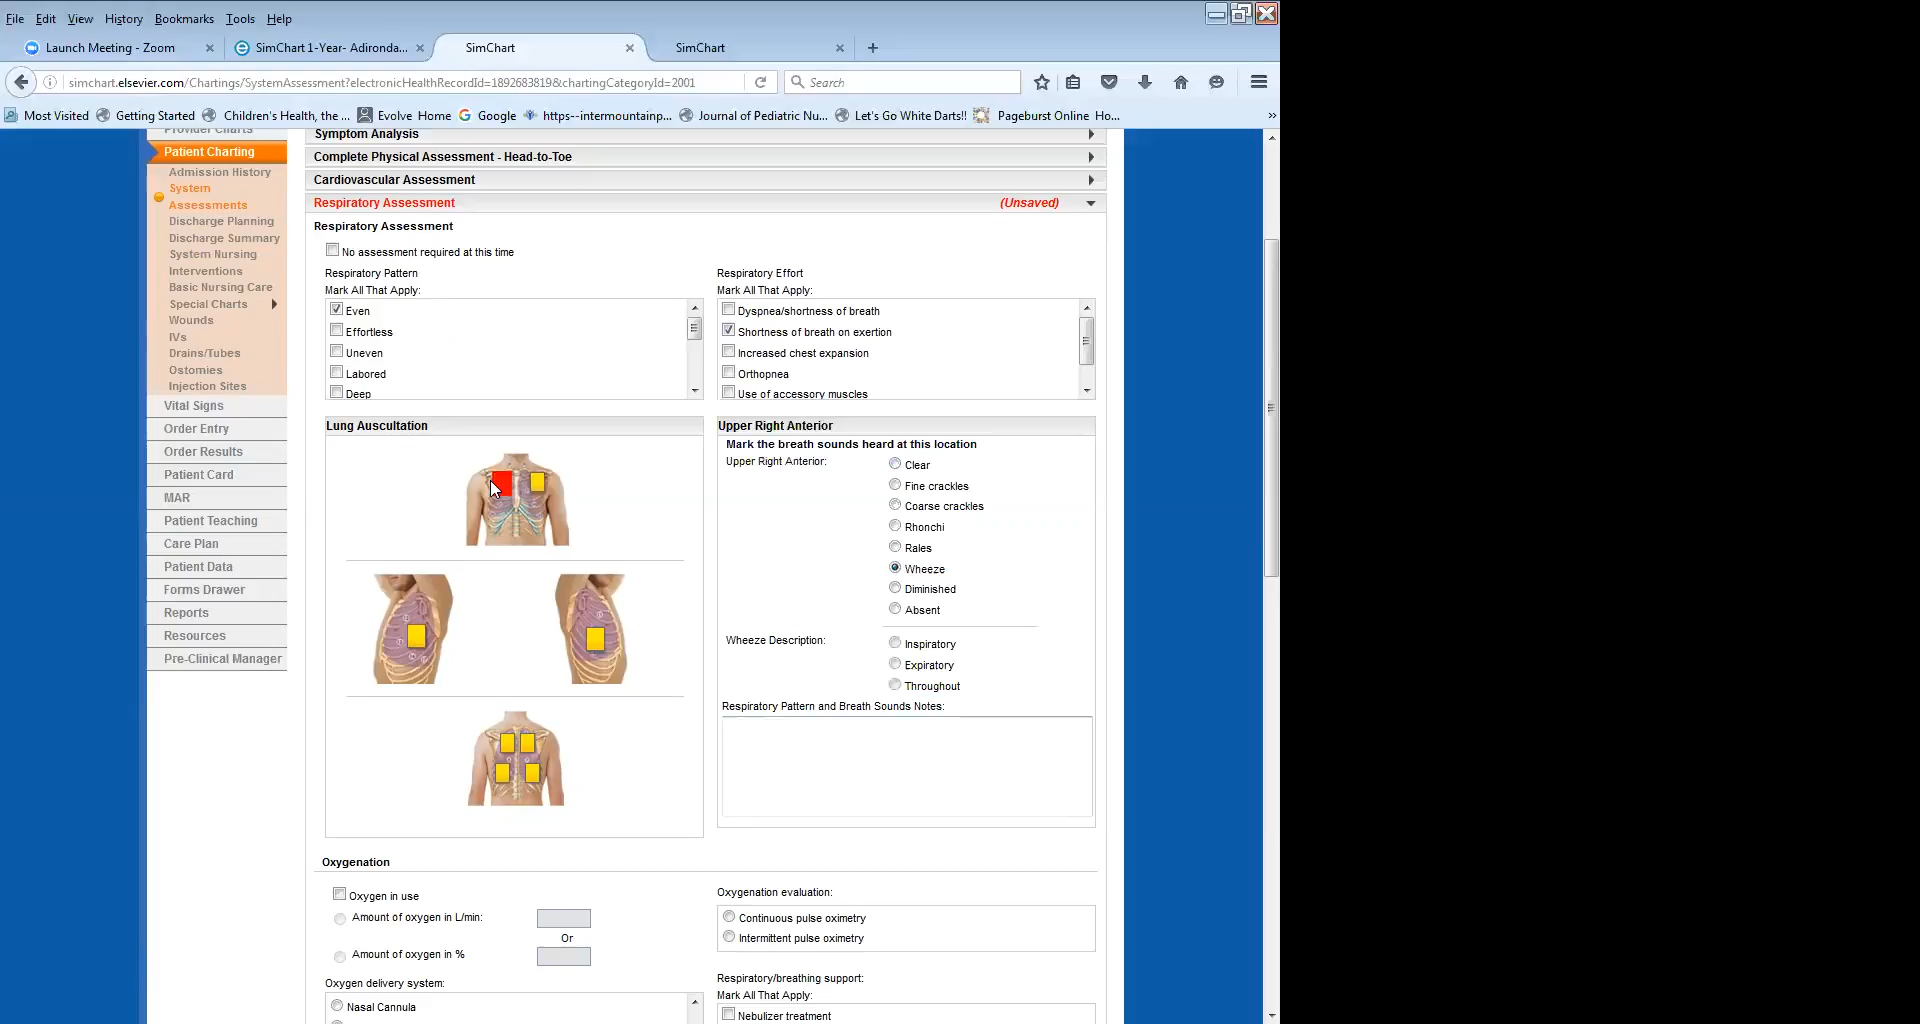 File Edit View History Bookmarks Tools Help
Launch Meeting - Zoom
SimChart 1-Year- Adironda...
SimChart
SimChart
simchart.elsevier.com/Chartings/SystemAssessment?electronicHealthRecordId=1892683819&chartingCategoryId=2001
Search
Most Visited Getting Started Children's Health, the ... Evolve Home Google https--intermountainp... Journal of Pediatric Nu... Let's Go White Darts!! Pageburst Online Ho... »
Provider Charts
Patient Charting
Admission History
System
Assessments
Discharge Planning
Discharge Summary
System Nursing
Interventions
Basic Nursing Care
Special Charts
Wounds
IVs
Drains/Tubes
Ostomies
Injection Sites
Vital Signs
Order Entry
Order Results
Patient Card
MAR
Patient Teaching
Care Plan
Patient Data
Forms Drawer
Reports
Resources
Pre-Clinical Manager
Symptom Analysis
Complete Physical Assessment - Head-to-Toe
Cardiovascular Assessment
Respiratory Assessment (Unsaved)
Respiratory Assessment
No assessment required at this time
Respiratory Pattern
Mark All That Apply:
Even
Effortless
Uneven
Labored
Deep
Respiratory Effort
Mark All That Apply:
Dyspnea/shortness of breath
Shortness of breath on exertion
Increased chest expansion
Orthopnea
Use of accessory muscles
Lung Auscultation
Upper Right Anterior
Mark the breath sounds heard at this location
Upper Right Anterior:
Clear
Fine crackles
Coarse crackles
Rhonchi
Rales
Wheeze
Diminished
Absent
Wheeze Description:
Inspiratory
Expiratory
Throughout
Respiratory Pattern and Breath Sounds Notes:
Oxygenation
Oxygen in use
Amount of oxygen in L/min:
Or
Amount of oxygen in %
Oxygen delivery system:
Nasal Cannula
Oxygenation evaluation:
Continuous pulse oximetry
Intermittent pulse oximetry
Respiratory/breathing support:
Mark All That Apply:
Nebulizer treatment